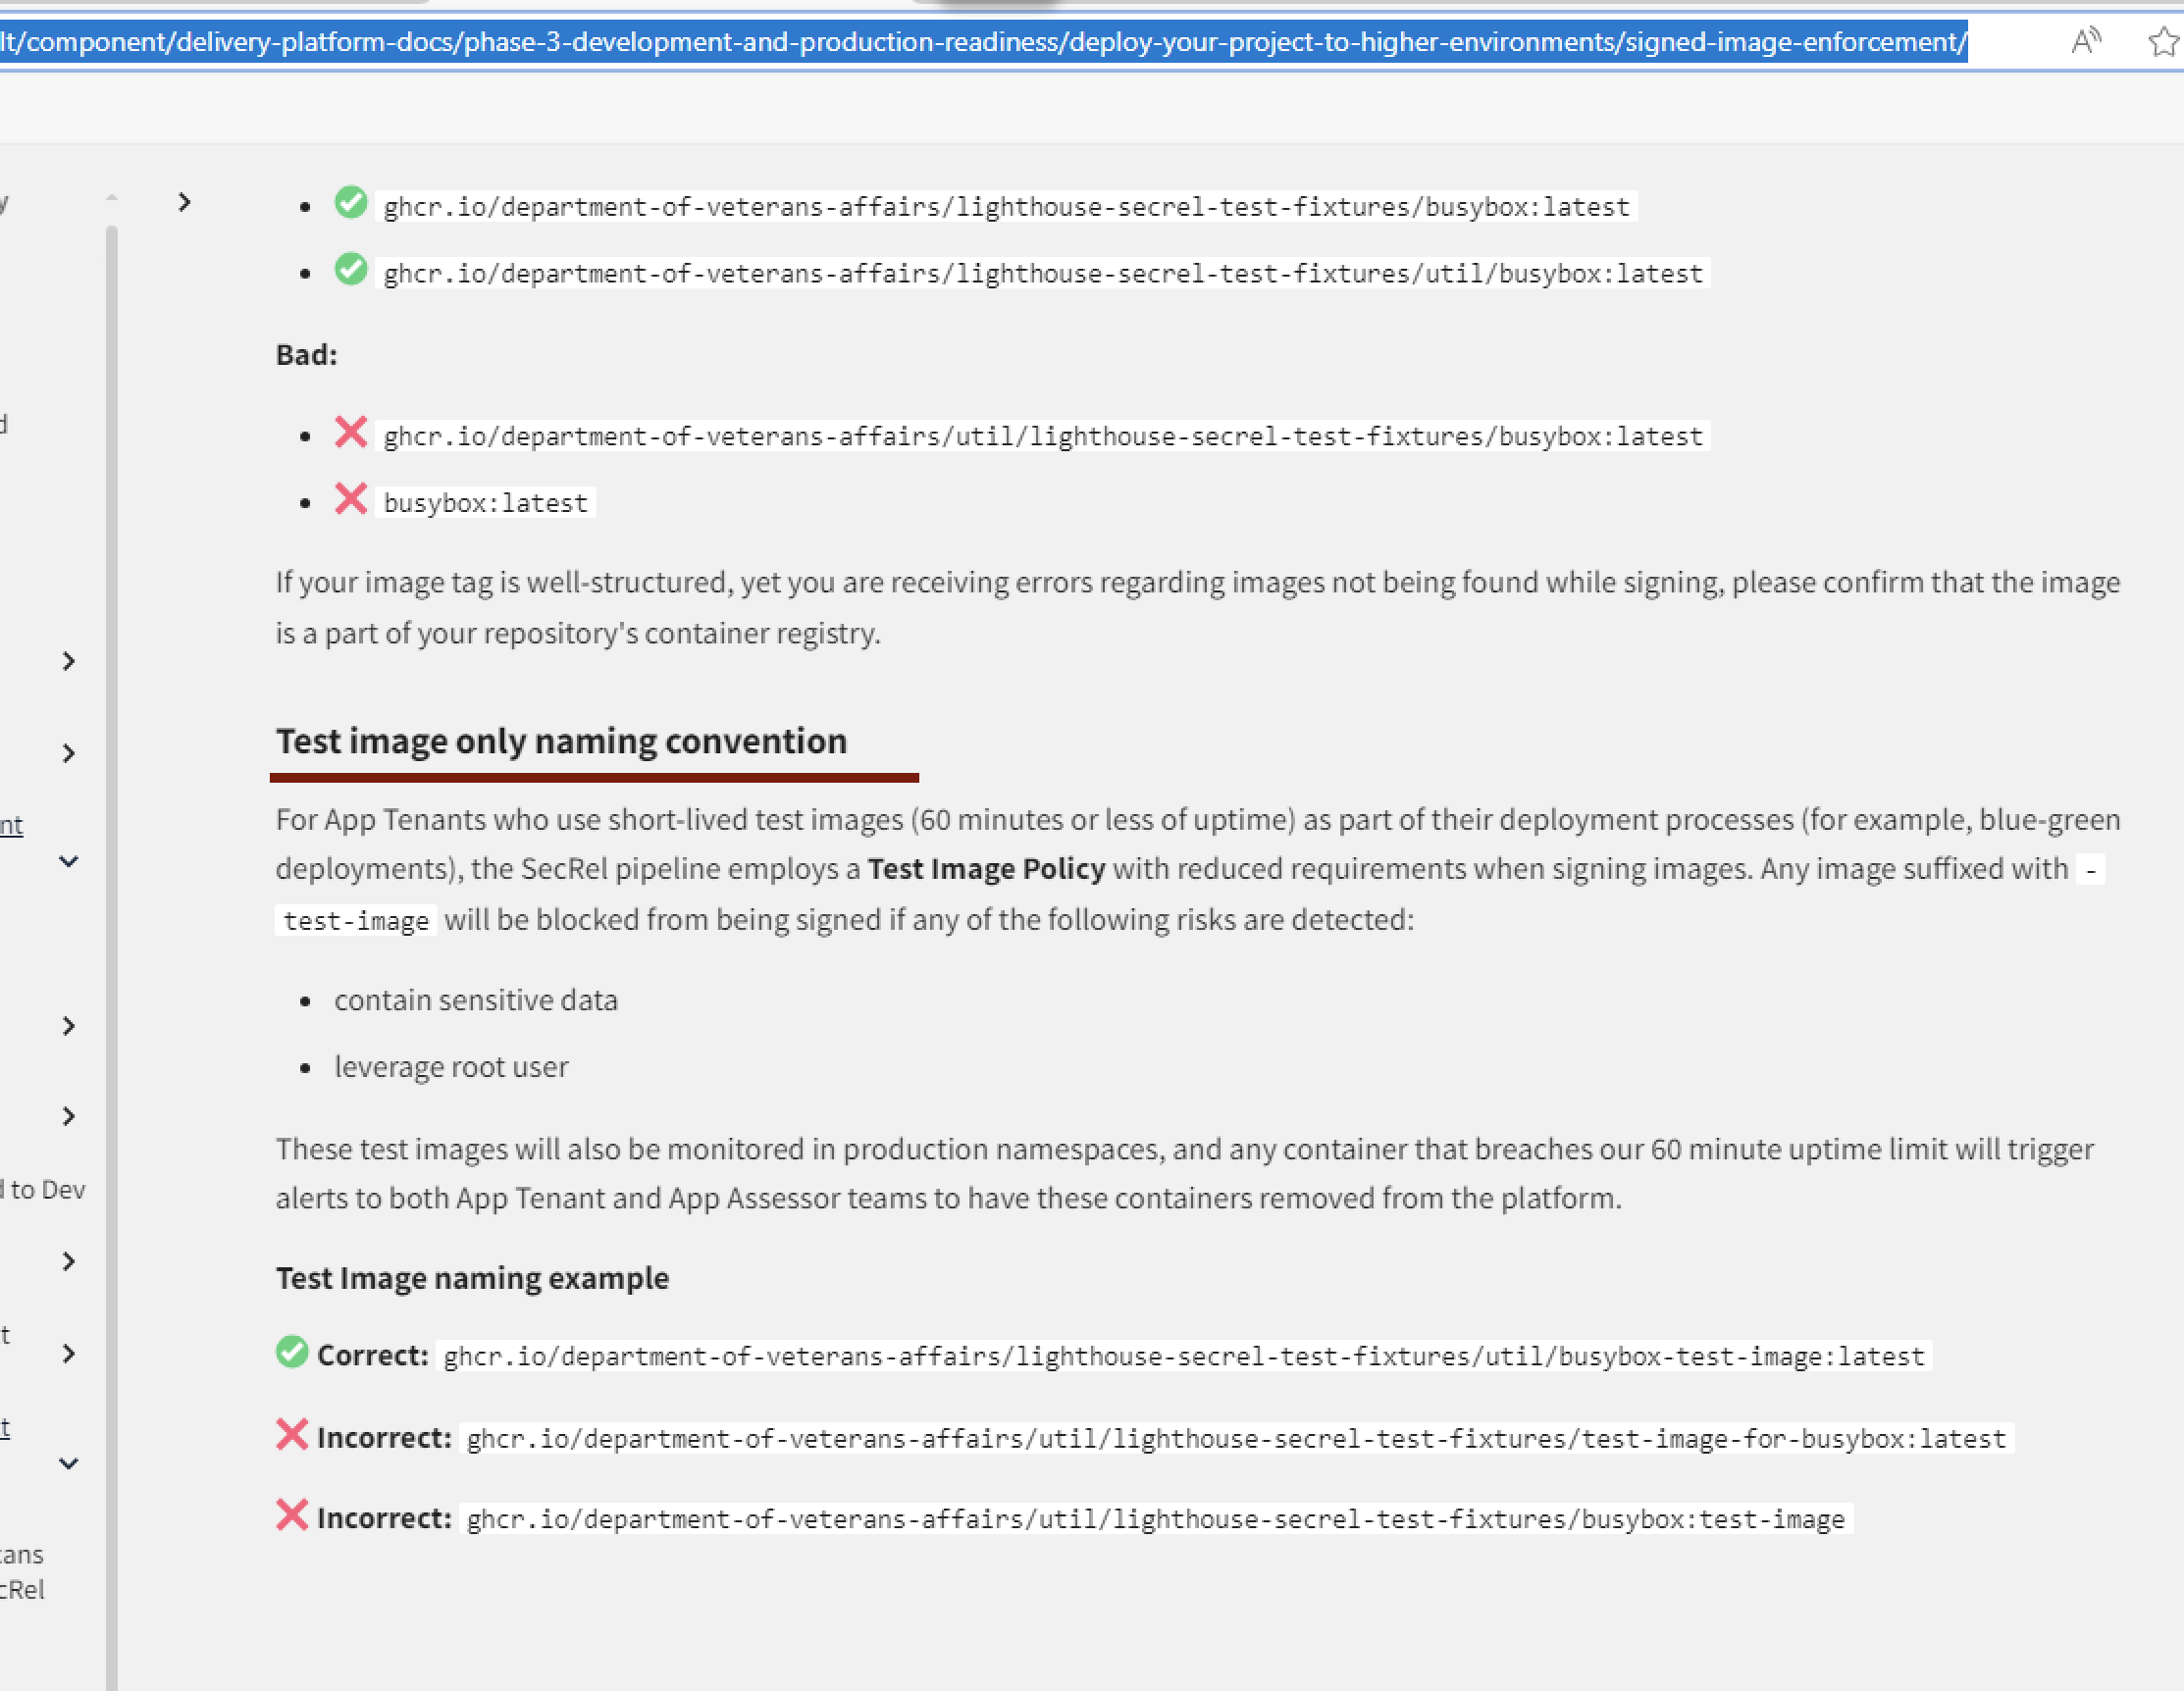 lt/component/delivery-platform-docs/phase-3-development-and-production-readiness/deploy-your-project-to-higher-environments/signed-image-enforcement/
ghcr.io/department-of-veterans-affairs/lighthouse-secrel-test-fixtures/busybox:latest
ghcr.io/department-of-veterans-affairs/lighthouse-secrel-test-fixtures/util/busybox:latest
Bad:
ghcr.io/department-of-veterans-affairs/util/lighthouse-secrel-test-fixtures/busybox:latest
busybox:latest
If your image tag is well-structured, yet you are receiving errors regarding images not being found while signing, please confirm that the image
is a part of your repository's container registry.
Test image only naming convention
For App Tenants who use short-lived test images (60 minutes or less of uptime) as part of their deployment processes (for example, blue-green
deployments), the SecRel pipeline employs a Test Image Policy with reduced requirements when signing images. Any image suffixed with -
test-image will be blocked from being signed if any of the following risks are detected:
contain sensitive data
leverage root user
These test images will also be monitored in production namespaces, and any container that breaches our 60 minute uptime limit will trigger
alerts to both App Tenant and App Assessor teams to have these containers removed from the platform.
Test Image naming example
Correct: ghcr.io/department-of-veterans-affairs/lighthouse-secrel-test-fixtures/util/busybox-test-image:latest
Incorrect: ghcr.io/department-of-veterans-affairs/util/lighthouse-secrel-test-fixtures/test-image-for-busybox:latest
Incorrect: ghcr.io/department-of-veterans-affairs/util/lighthouse-secrel-test-fixtures/busybox:test-image
nt
to Dev
t
t
ans
cRel